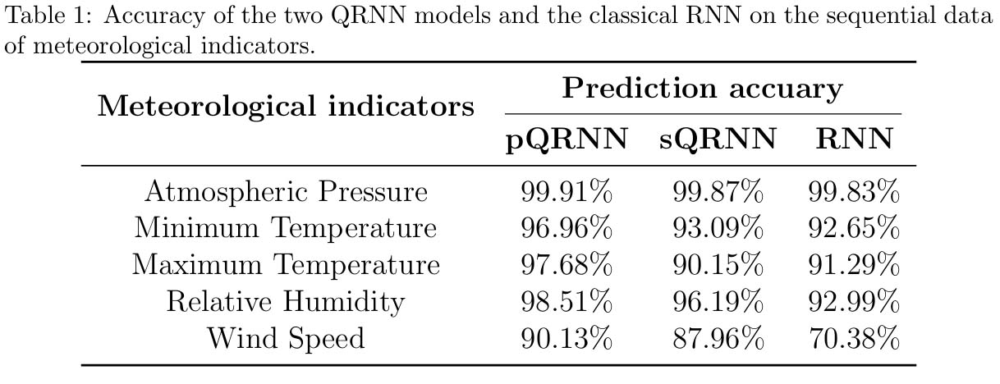 Table 1: Accuracy of the two QRNN models and the classical RNN on the sequential data
of meteorological indicators.
Meteorological indicators
Prediction accuary
pQRNN sQRNN RNN
Atmospheric Pressure 99.91% 99.87% 99.83%
Minimum Temperature 96.96% 93.09% 92.65%
Maximum Temperature 97.68% 90.15% 91.29%
Relative Humidity 98.51% 96.19% 92.99%
Wind Speed 90.13% 87.96% 70.38%